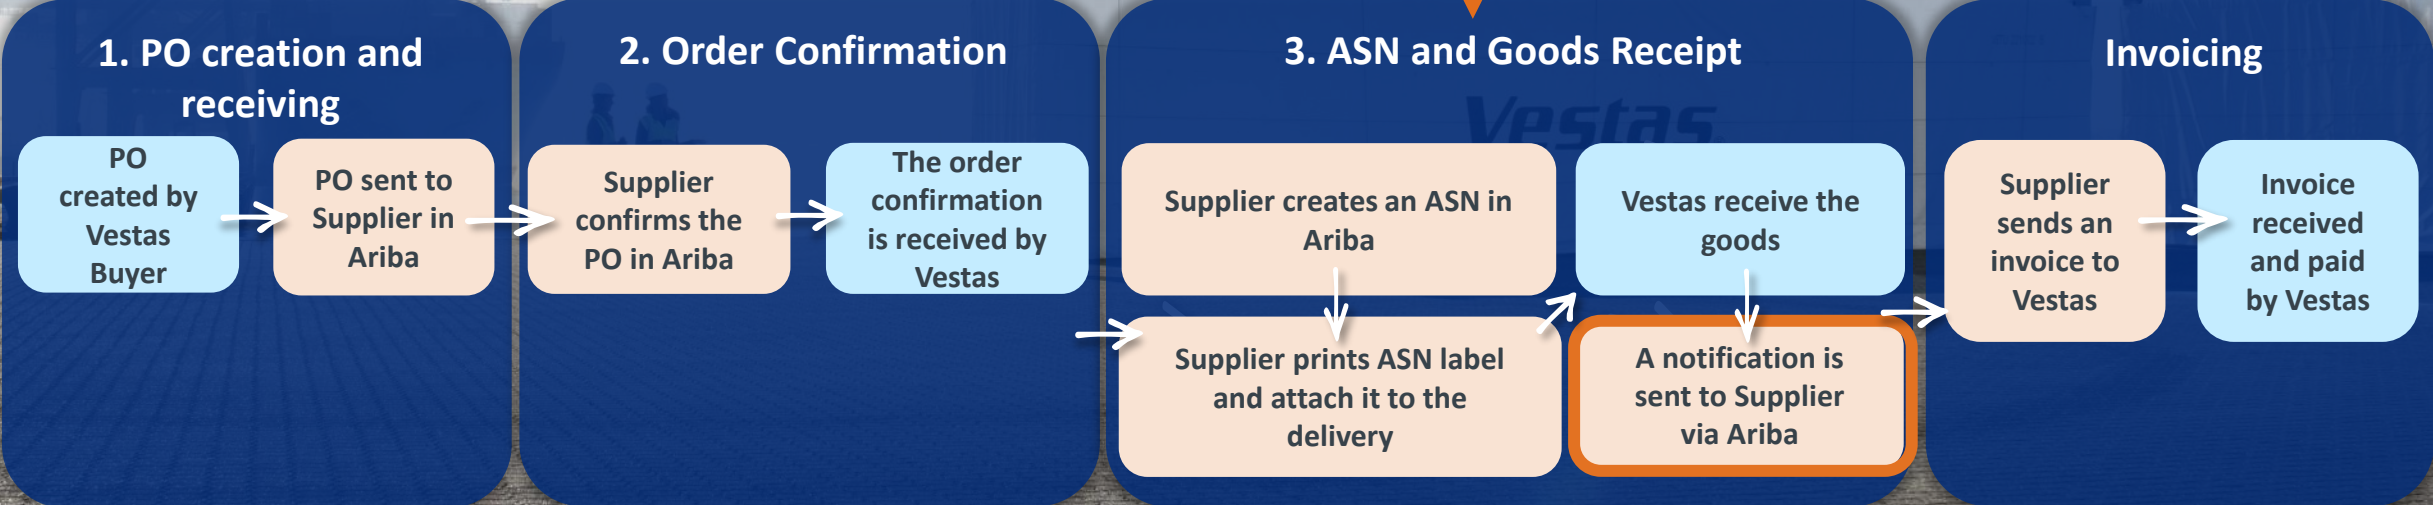 1. PO creation and
receiving
PO
created by
Vestas
Buyer
PO sent to
Supplier in
Ariba
2. Order Confirmation
Supplier
confirms the
PO in Ariba
The order
confirmation
is received by
Vestas
3. ASN and Goods Receipt
Vestas
Supplier creates an ASN in
Ariba
Supplier prints ASN label
and attach it to the
delivery
Vestas receive the
goods
A notification is
sent to Supplier
via Ariba
Invoicing
Supplier
sends an
invoice to
Vestas
Invoice
received
and paid
by Vestas